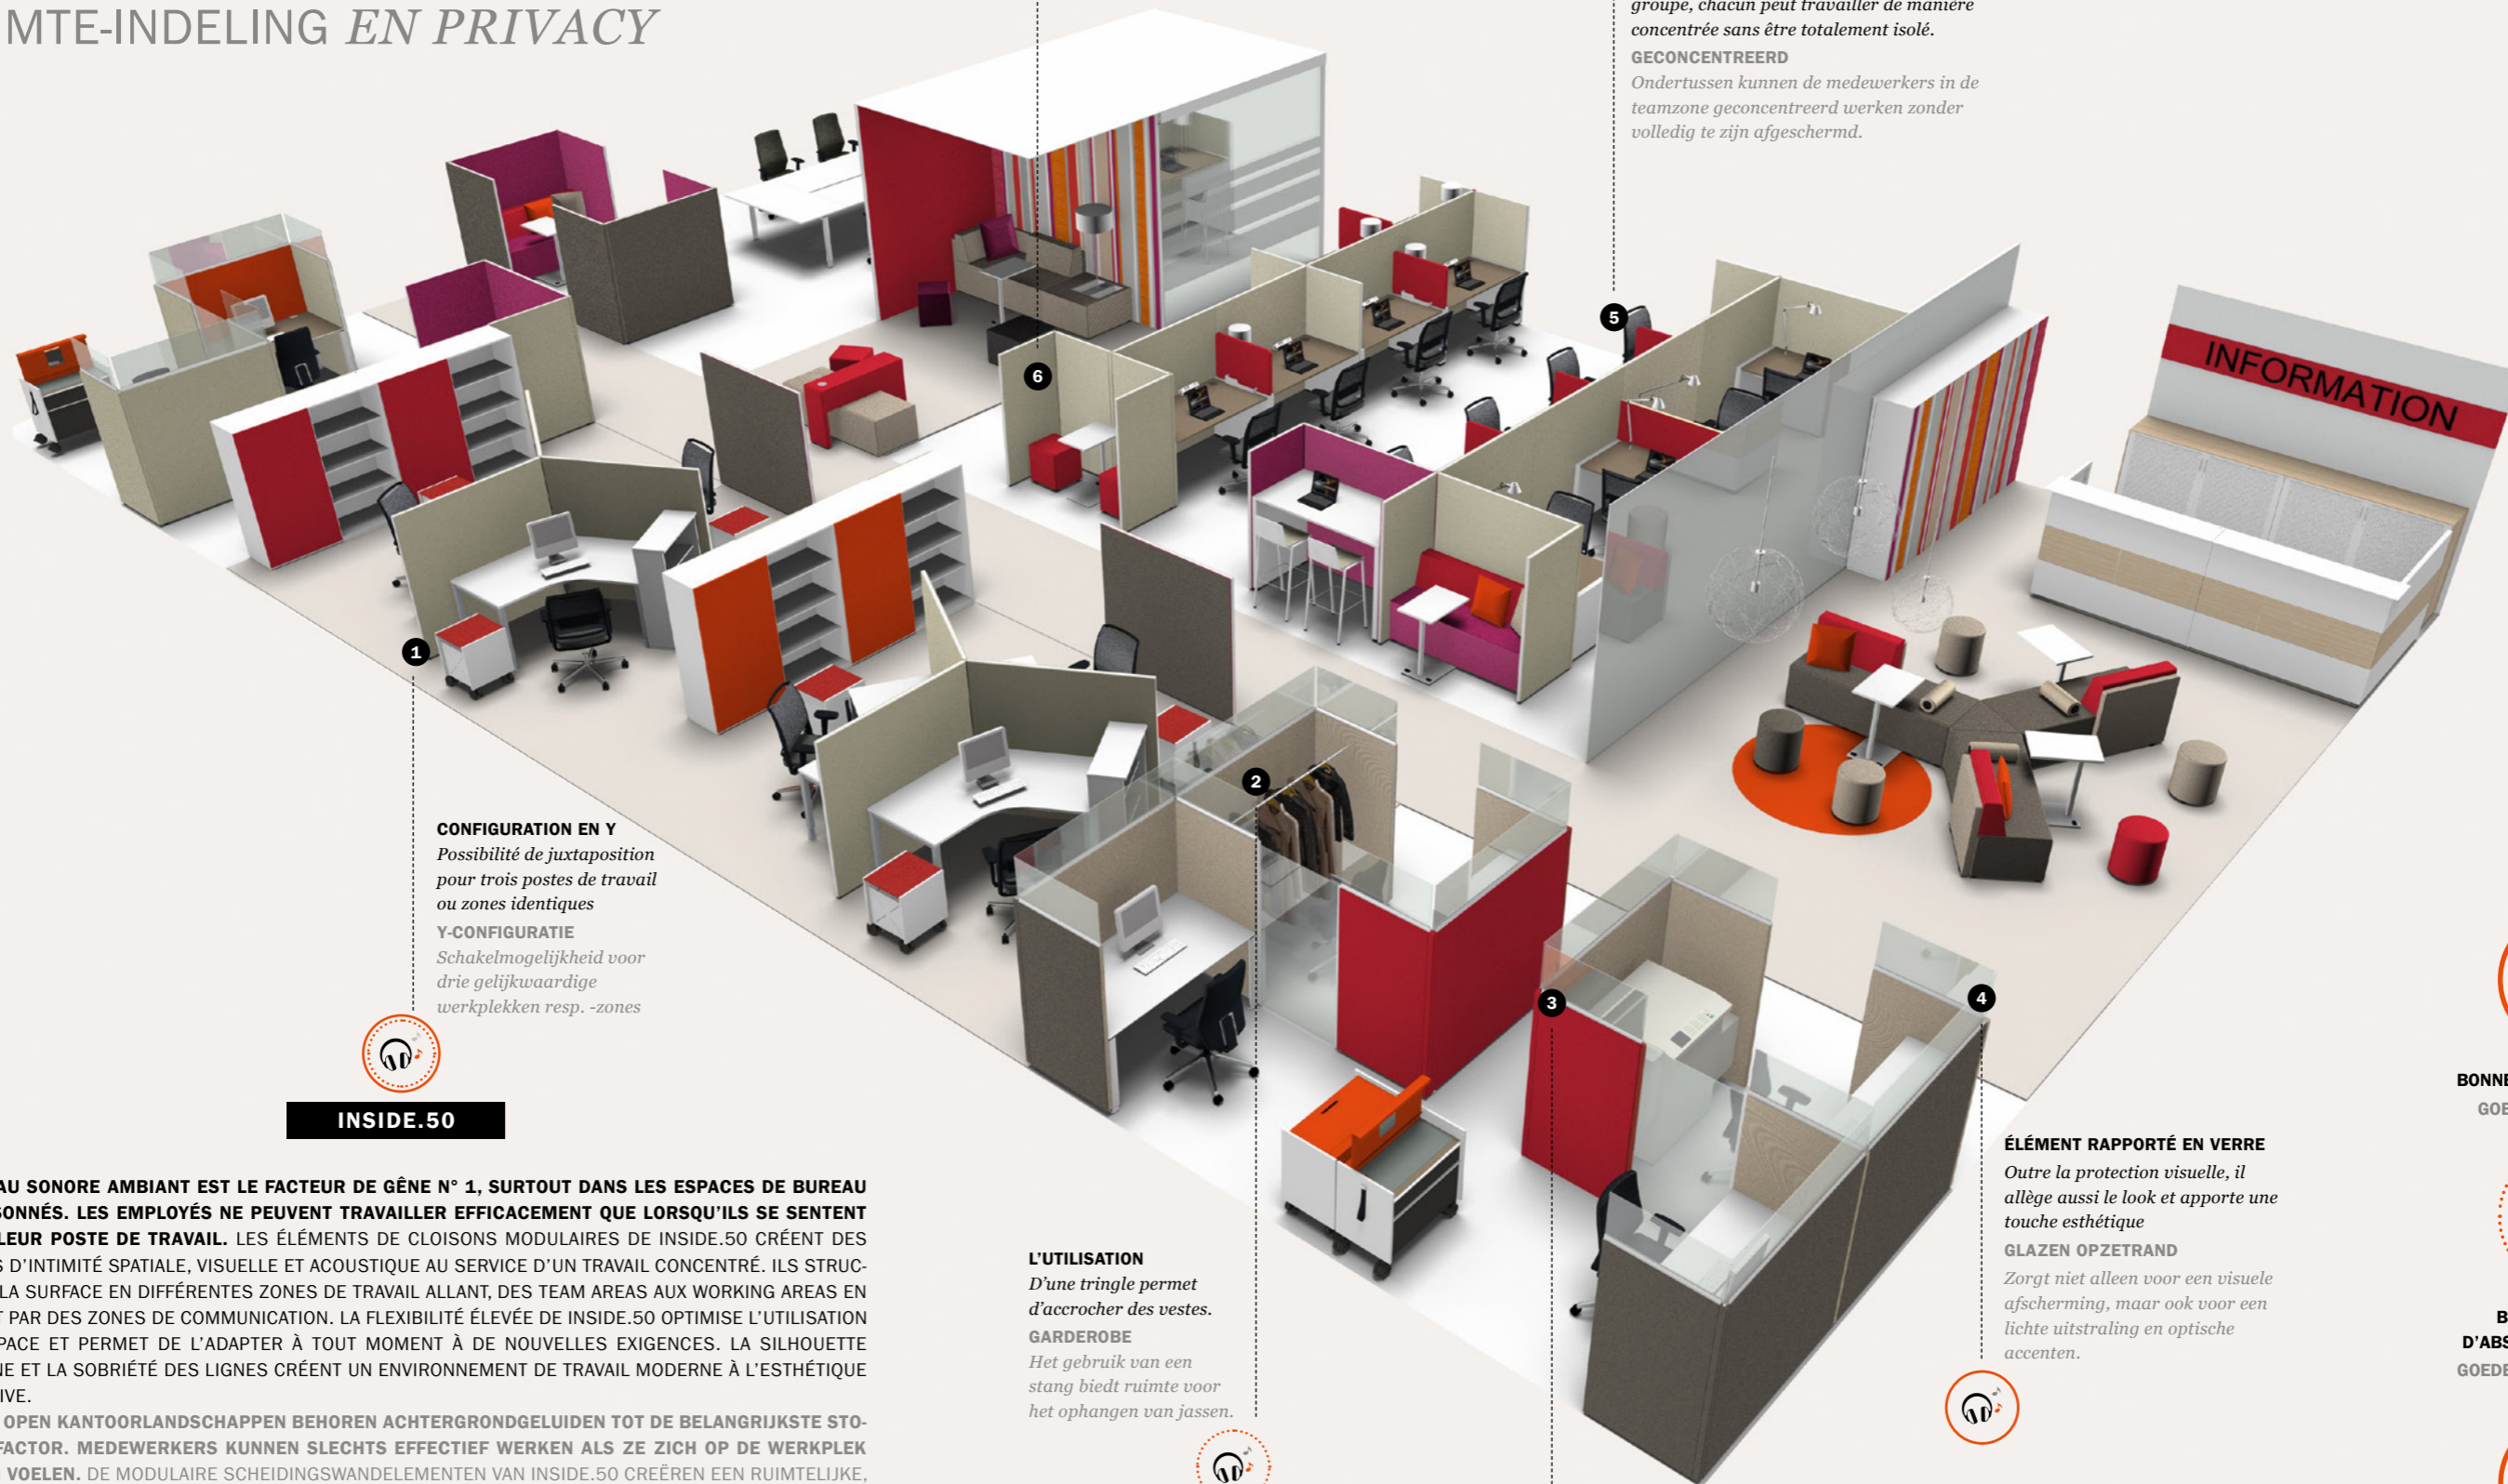 MTE-INDELING EN PRIVACY
groupe, chacun peut travailler de manière
concentrée sans être totalement isolé.
GECONCENTREERD
Ondertussen kunnen de medewerkers in de
teamzone geconcentreerd werken zonder
volledig te zijn afgeschermd.
INFORMATION
6
5
1
2
3
4
CONFIGURATION EN Y
Possibilité de juxtaposition
pour trois postes de travail
ou zones identiques
Y-CONFIGURATIE
Schakelmogelijkheid voor
drie gelijkwaardige
werkplekken resp. -zones
INSIDE.50
AU SONORE AMBIANT EST LE FACTEUR DE GÊNE N° 1, SURTOUT DANS LES ESPACES DE BUREAU
SONNÉS. LES EMPLOYÉS NE PEUVENT TRAVAILLER EFFICACEMENT QUE LORSQU'ILS SE SENTENT
LEUR POSTE DE TRAVAIL. LES ÉLÉMENTS DE CLOISONS MODULAIRES DE INSIDE.50 CRÉENT DES
S D'INTIMITÉ SPATIALE, VISUELLE ET ACOUSTIQUE AU SERVICE D'UN TRAVAIL CONCENTRÉ. ILS STRUC-
LA SURFACE EN DIFFÉRENTES ZONES DE TRAVAIL ALLANT, DES TEAM AREAS AUX WORKING AREAS EN
T PAR DES ZONES DE COMMUNICATION. LA FLEXIBILITÉ ÉLEVÉE DE INSIDE.50 OPTIMISE L'UTILISATION
PACE ET PERMET DE L'ADAPTER À TOUT MOMENT À DE NOUVELLES EXIGENCES. LA SILHOUETTE
NE ET LA SOBRIÉTÉ DES LIGNES CRÉENT UN ENVIRONNEMENT DE TRAVAIL MODERNE À L'ESTHÉTIQUE
IVE.
OPEN KANTOORLANDSCHAPPEN BEHOREN ACHTERGRONDGELUIDEN TOT DE BELANGRIJKSTE STO-
FACTOR. MEDEWERKERS KUNNEN SLECHTS EFFECTIEF WERKEN ALS ZE ZICH OP DE WERKPLEK
VOELEN. DE MODULAIRE SCHEIDINGSWANDELEMENTEN VAN INSIDE.50 CREËREN EEN RUIMTELIJKE,
L'UTILISATION
D'une tringle permet
d'accrocher des vestes.
GARDEROBE
Het gebruik van een
stang biedt ruimte voor
het ophangen van jassen.
ÉLÉMENT RAPPORTÉ EN VERRE
Outre la protection visuelle, il
allège aussi le look et apporte une
touche esthétique
GLAZEN OPZETRAND
Zorgt niet alleen voor een visuele
afscherming, maar ook voor een
lichte uitstraling en optische
accenten.
BONNE
GOE
B
D'ABS
GOEDE